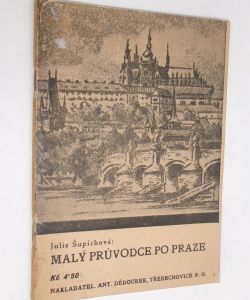 Julie Šupichová:
MALÝ PRŮVODCE PO PRAZE
Kč 4·50
NAKLADATEL. ANT. DĚDOUREK, TŘEBECHOVICE P. O.